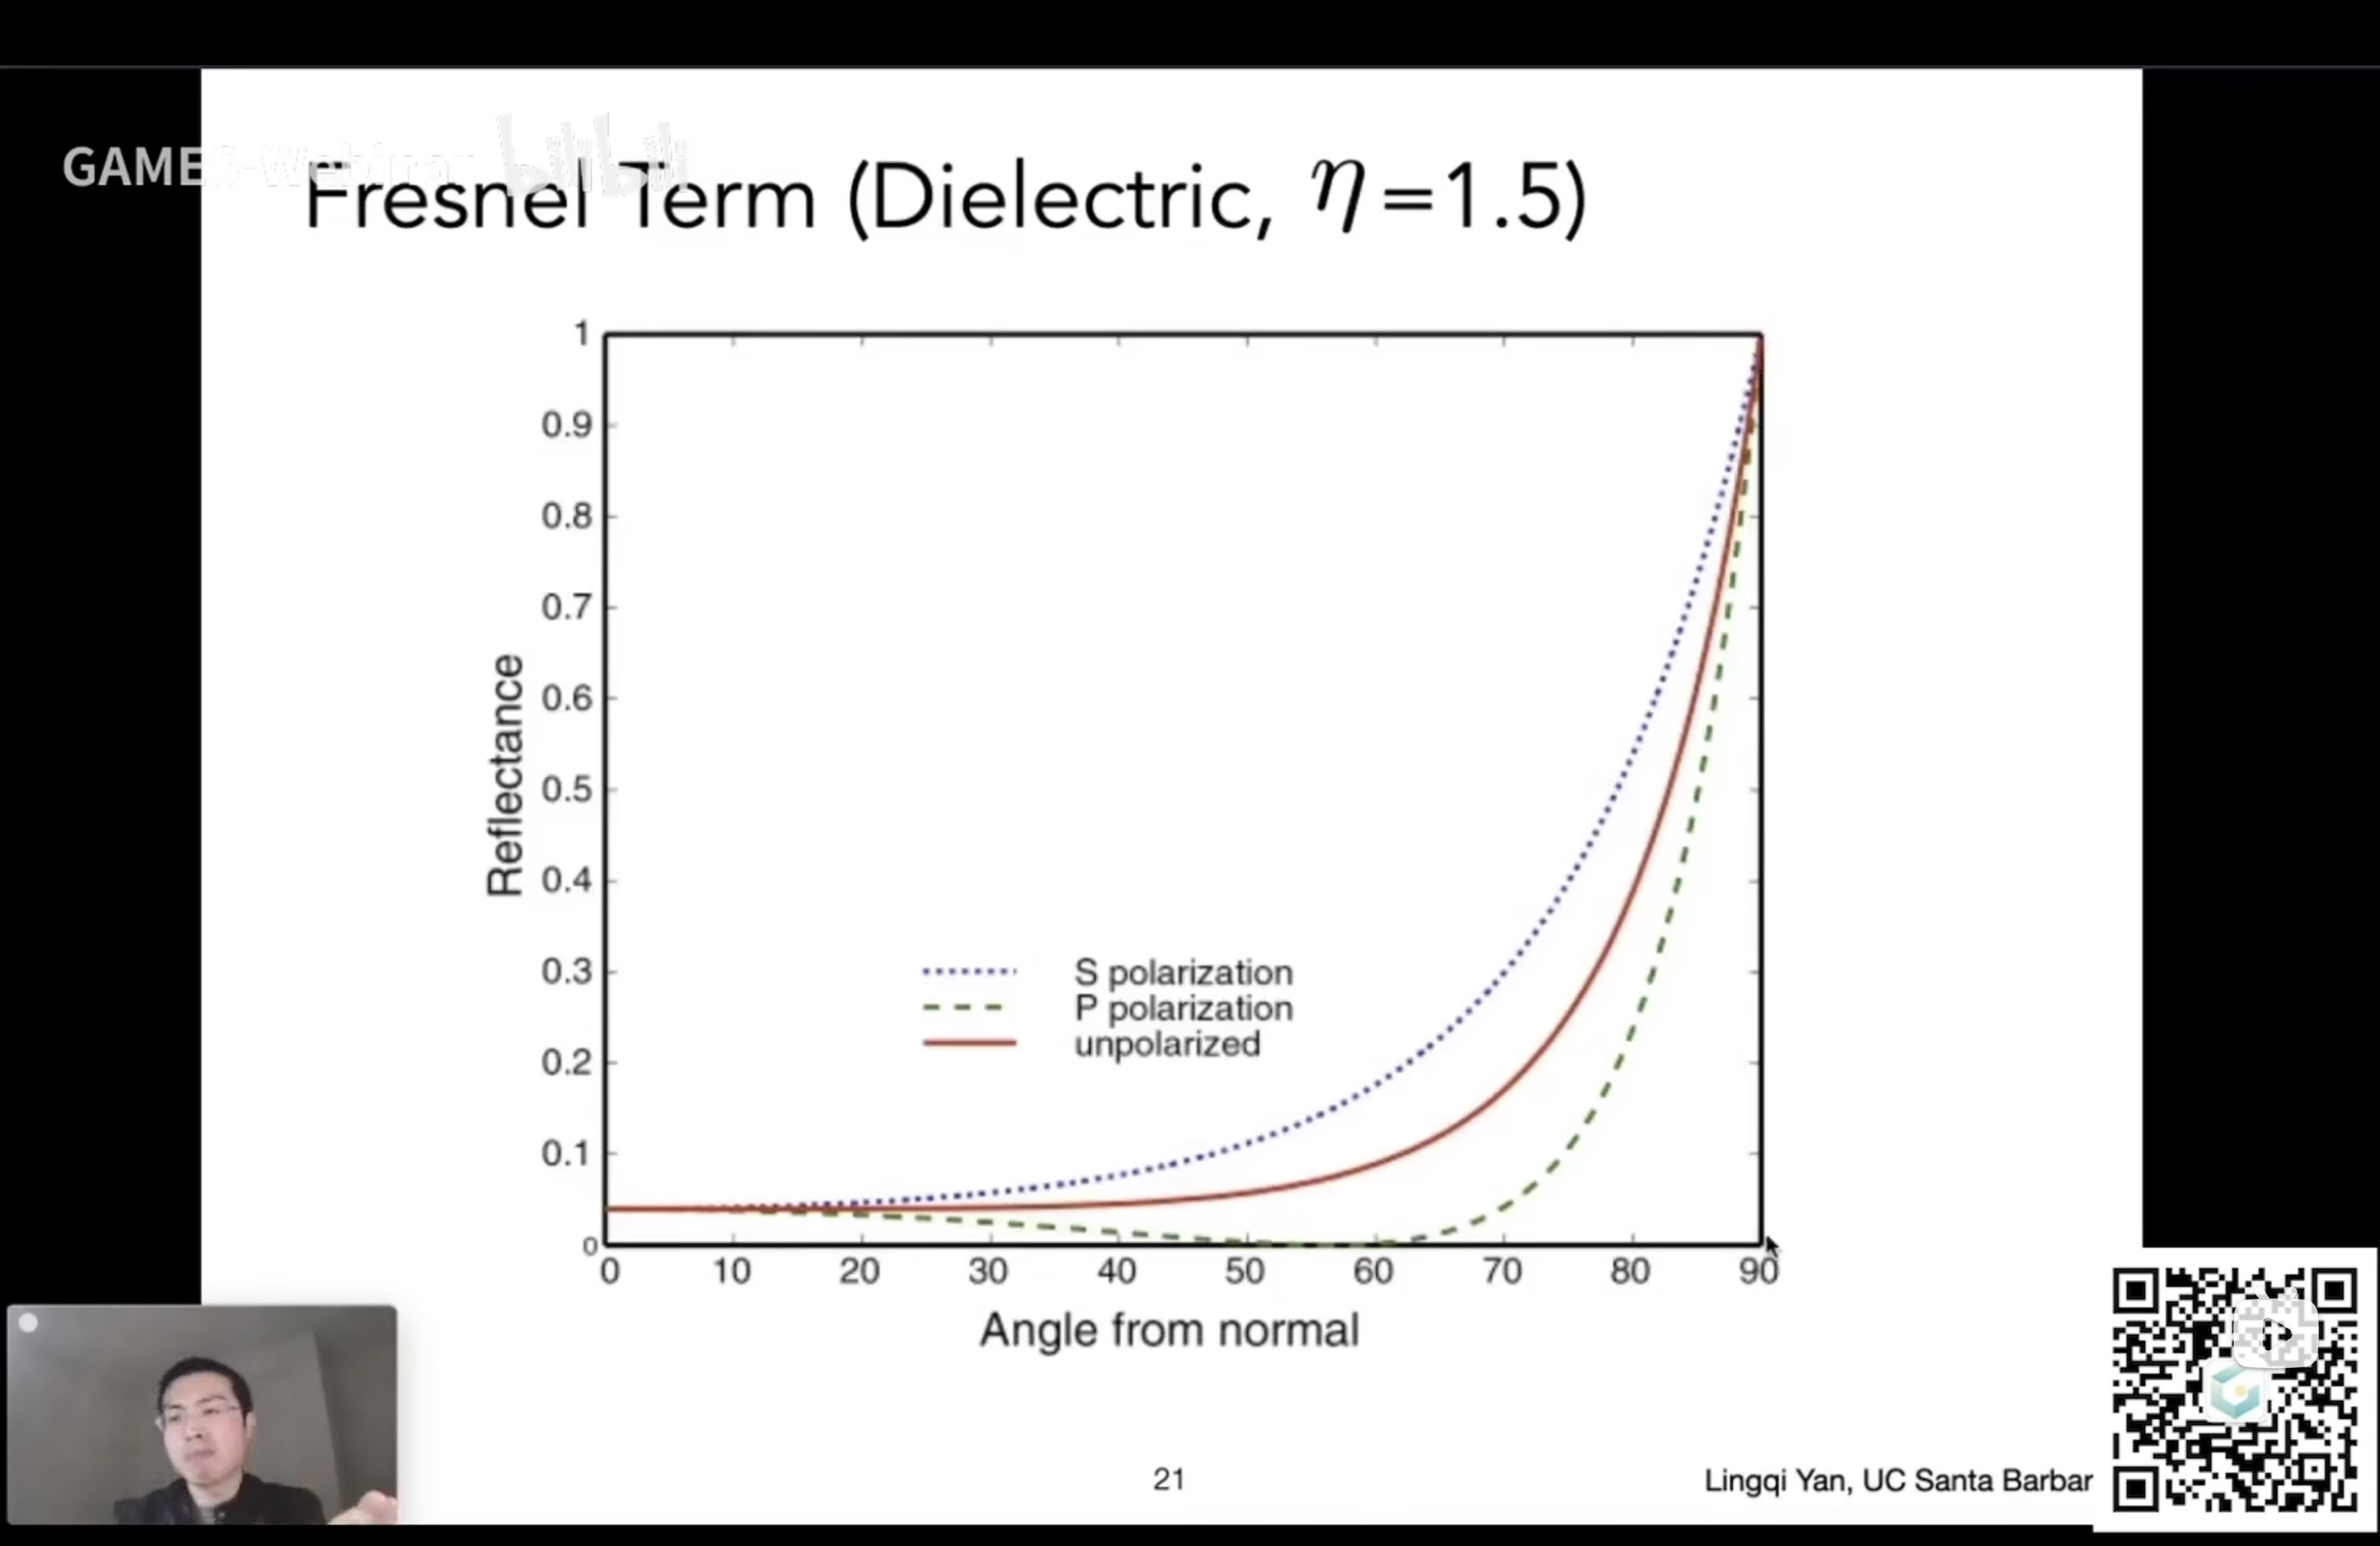 GAMES-Webinar bilibili
Fresnel Term (Dielectric, η=1.5)
1
0.9
0.8
0.7
0.6
0.5
0.4
0.3
0.2
0.1
0
Reflectance
S polarization
P polarization
unpolarized
0 10 20 30 40 50 60 70 80 90
Angle from normal
21
Lingqi Yan, UC Santa Barbar